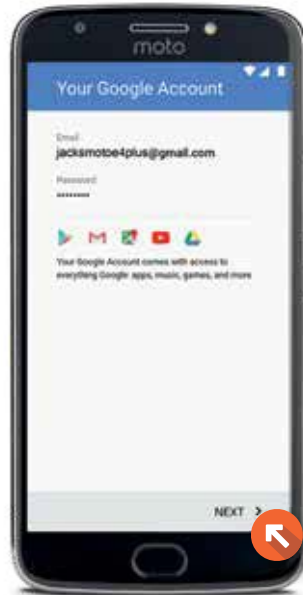 moto
Your Google Account
Email
jacksmotoe4plus@gmail.com
Password
••••••••
Your Google Account comes with access to
everything Google: apps, music, games, and more
NEXT